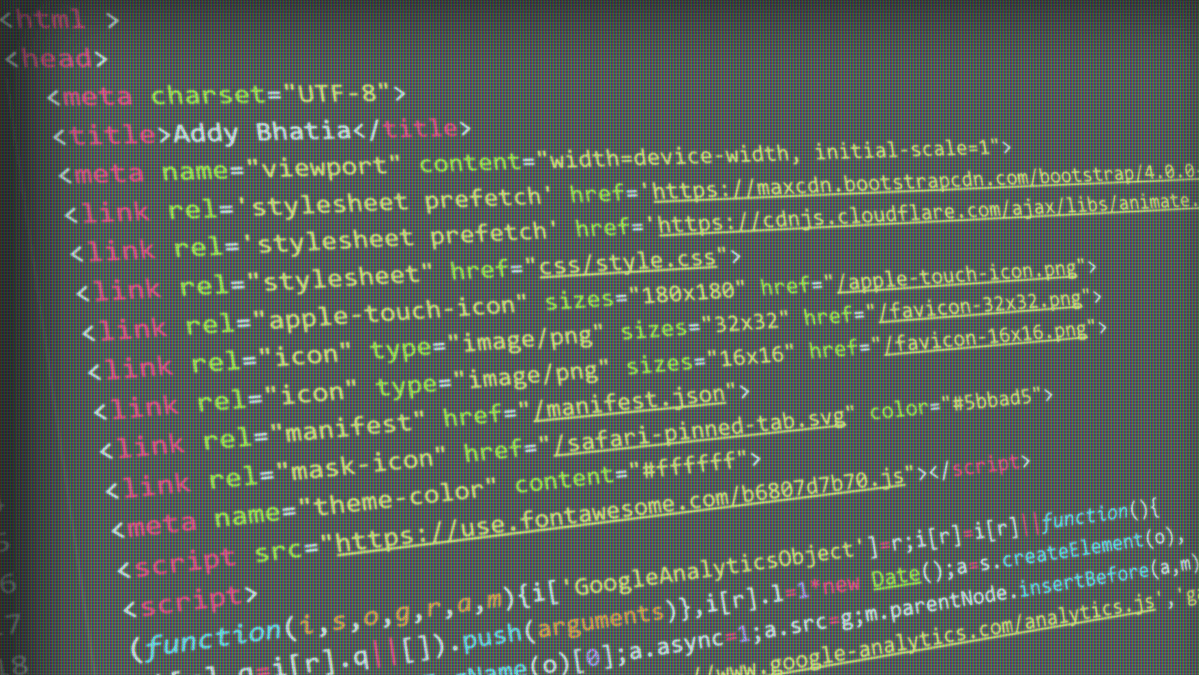 <html >
<head>
<meta charset="UTF-8">
<title>Addy Bhatia</title>
<meta name="viewport" content="width=device-width, initial-scale=1">
<link rel='stylesheet prefetch' href='https://maxcdn.bootstrapcdn.com/bootstrap/4.0.0-
<link rel='stylesheet prefetch' href='https://cdnjs.cloudflare.com/ajax/libs/animate.
<link rel="stylesheet" href="css/style.css">
<link rel="apple-touch-icon" sizes="180x180" href="/apple-touch-icon.png">
<link rel="icon" type="image/png" sizes="32x32" href="/favicon-32x32.png">
<link rel="icon" type="image/png" sizes="16x16" href="/favicon-16x16.png">
<link rel="manifest" href="/manifest.json">
<link rel="mask-icon" href="/safari-pinned-tab.svg" color="#5bbad5">
<meta name="theme-color" content="#ffffff">
<script src="https://use.fontawesome.com/b6807d7b70.js"></script>
6 <script>
7 (function(i,s,o,g,r,a,m){i['GoogleAnalyticsObject']=r;i[r]=i[r]||function(){
18 i[r].q||[]).push(arguments)},i[r].l=1*new Date();a=s.createElement(o),
(o)[0];a.async=1;a.src=g;m.parentNode.insertBefore(a,m)
//www.google-analytics.com/analytics.js','g